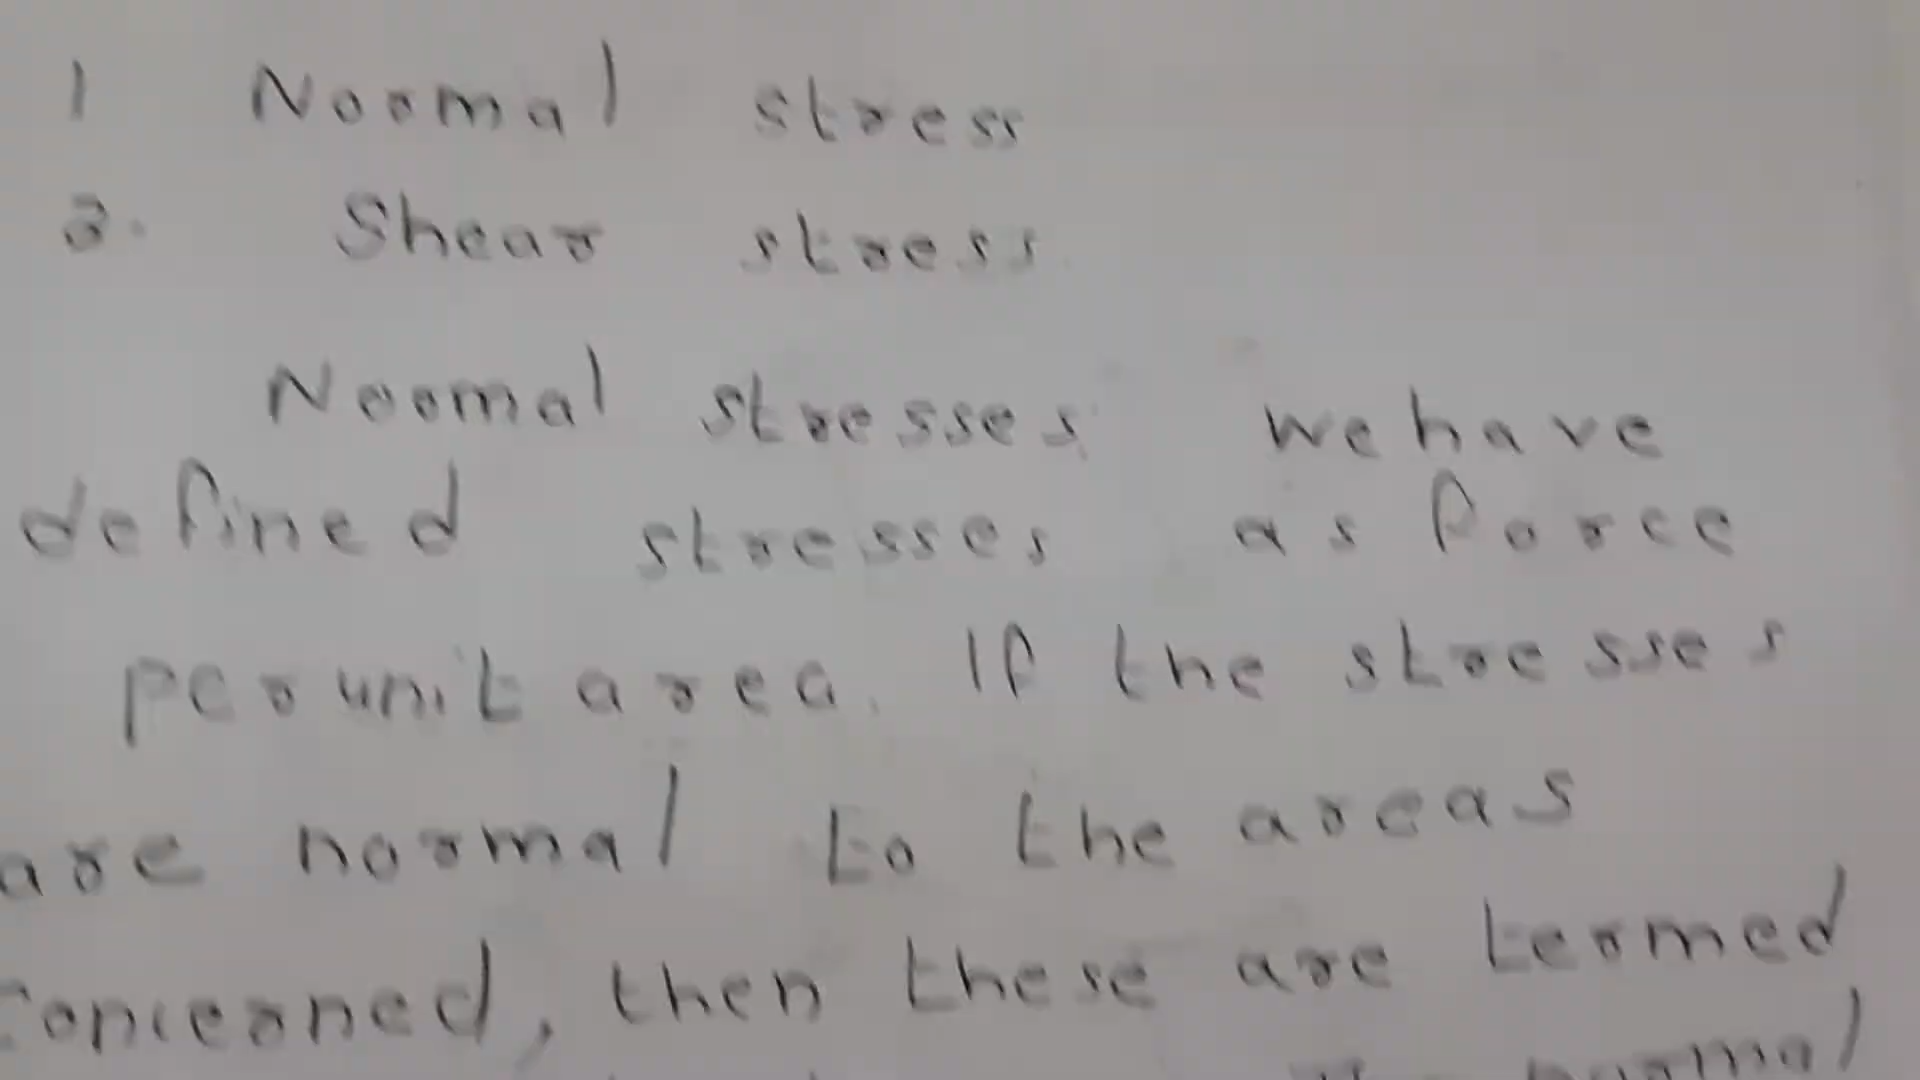 1 Normal stress
2. Shear stress
Normal stresses we have
defined stresses as force
per unit area. If the stresses
are normal to the areas
concerned, then these are termed
normal